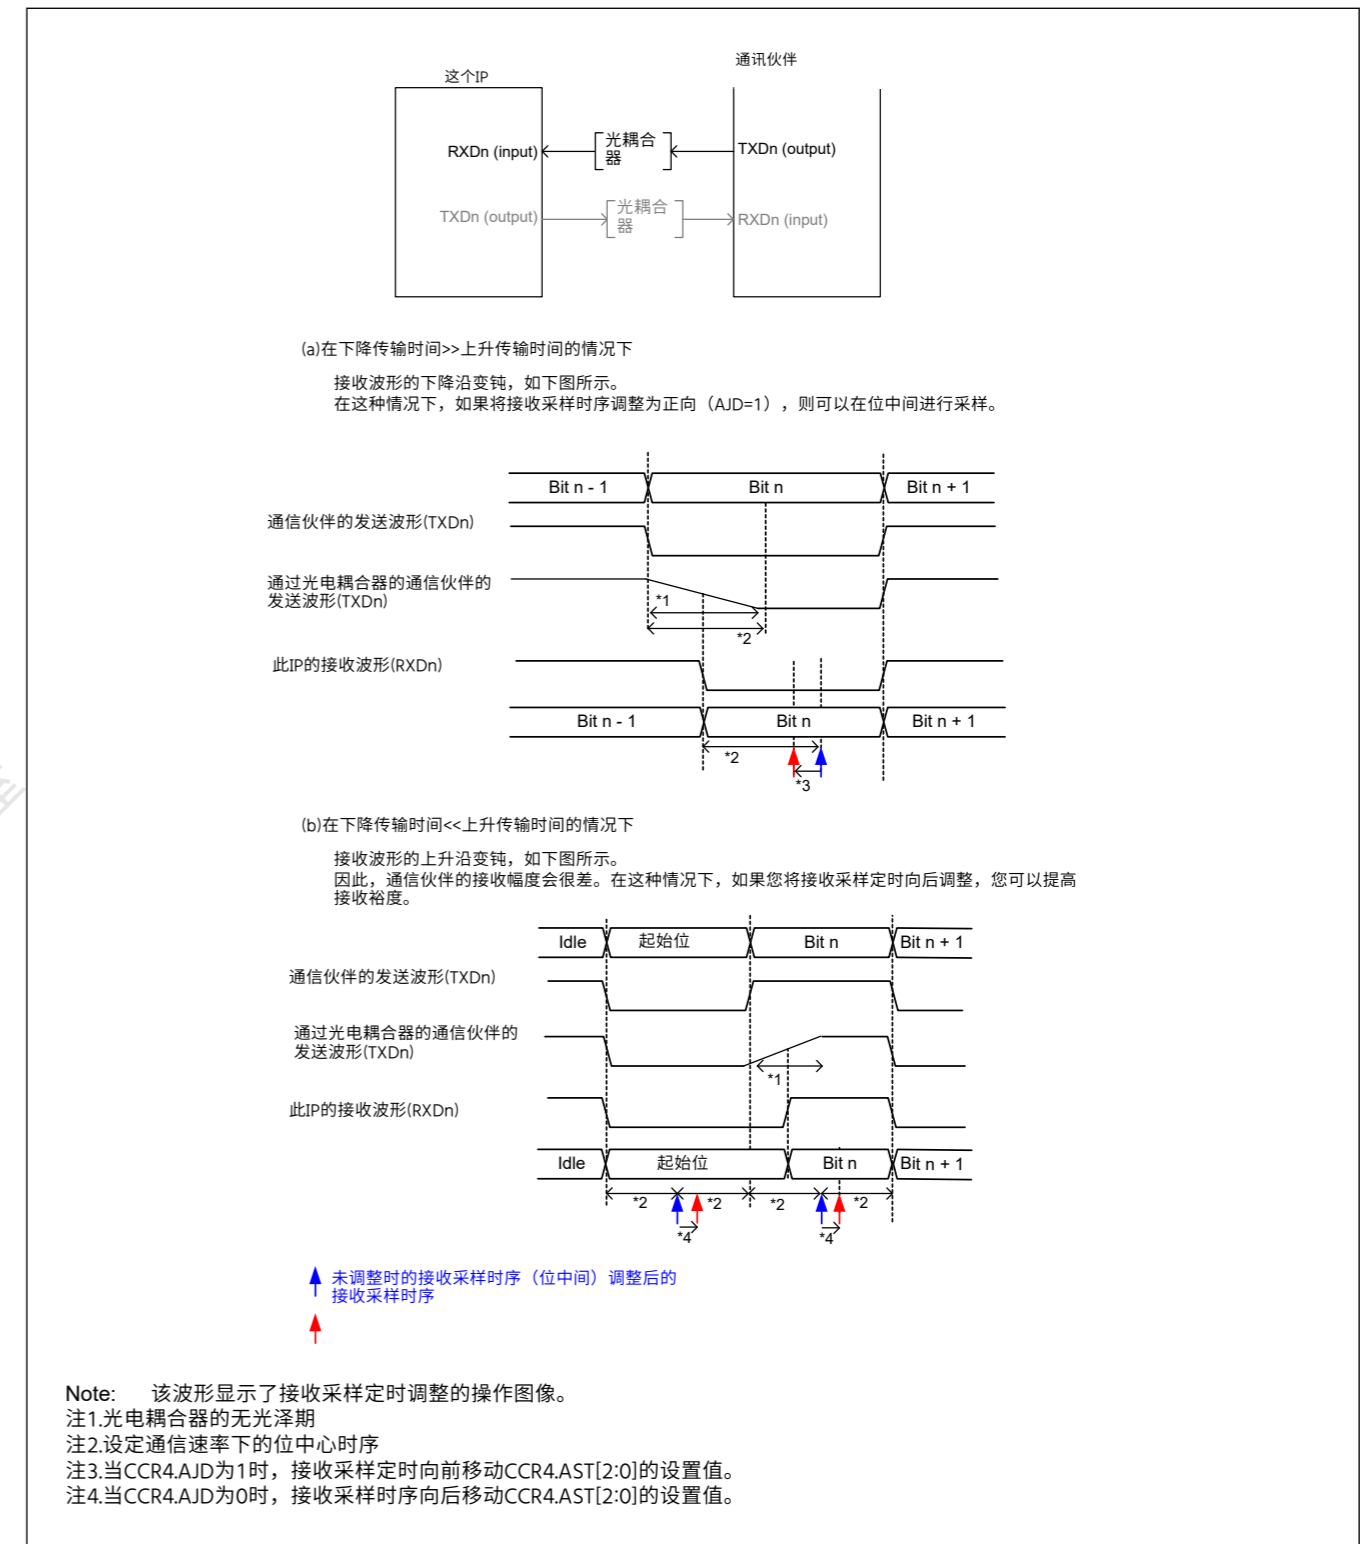 通讯伙伴
这个IP
RXDn (input)
光耦合
器
TXDn (output)
TXDn (output)
光耦合
器
RXDn (input)
(a)在下降传输时间>>上升传输时间的情况下
接收波形的下降沿变钝，如下图所示。
在这种情况下，如果将接收采样时序调整为正向（AJD=1），则可以在位中间进行采样。
Bit n - 1 Bit n Bit n + 1
通信伙伴的发送波形(TXDn)
通过光电耦合器的通信伙伴的
发送波形(TXDn)
*1
*2
此IP的接收波形(RXDn)
Bit n - 1 Bit n Bit n + 1
*2
*3
(b)在下降传输时间<<上升传输时间的情况下
接收波形的上升沿变钝，如下图所示。
因此，通信伙伴的接收幅度会很差。在这种情况下，如果您将接收采样定时向后调整，您可以提高
接收裕度。
Idle 起始位 Bit n Bit n + 1
通信伙伴的发送波形(TXDn)
通过光电耦合器的通信伙伴的
发送波形(TXDn)
*1
此IP的接收波形(RXDn)
Idle 起始位 Bit n Bit n + 1
*2 *2 *2 *2
*4 *4
未调整时的接收采样时序（位中间）调整后的
接收采样时序
Note: 该波形显示了接收采样定时调整的操作图像。
注1.光电耦合器的无光泽期
注2.设定通信速率下的位中心时序
注3.当CCR4.AJD为1时，接收采样定时向前移动CCR4.AST[2:0]的设置值。
注4.当CCR4.AJD为0时，接收采样时序向后移动CCR4.AST[2:0]的设置值。